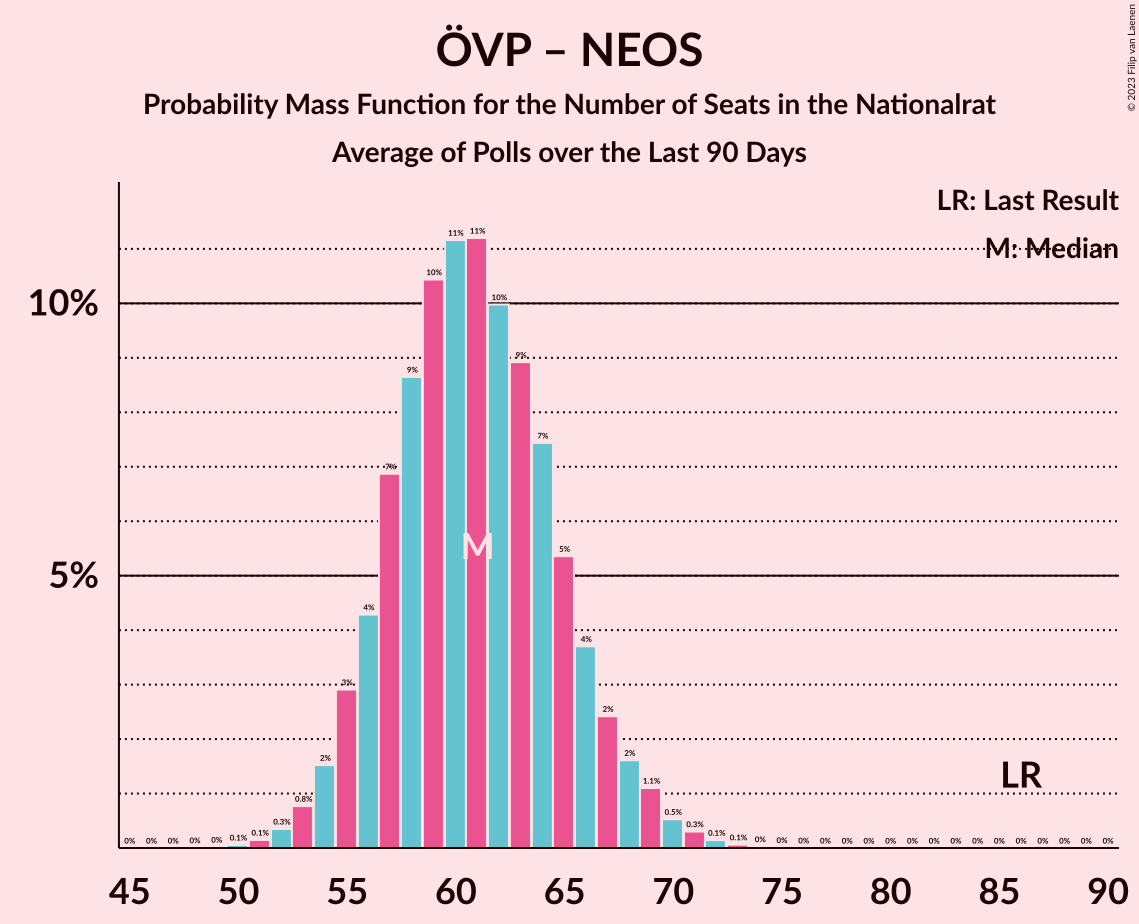 ÖVP – NEOS
Probability Mass Function for the Number of Seats in the Nationalrat
Average of Polls over the Last 90 Days
© 2023 Filip van Laenen
LR: Last Result
M: Median
10%
5%
0% 0% 0% 0% 0% 0.1% 0.1% 0.3% 0.8% 2% 3% 4% 7% 9% 10% 11% 11% 10% 9% 7% 5% 4% 2% 2% 1.1% 0.5% 0.3% 0.1% 0.1% 0% 0% 0% 0% 0% 0% 0% 0% 0% 0% 0% 0% 0% 0% 0% 0% 0%
M
LR
45 50 55 60 65 70 75 80 85 90